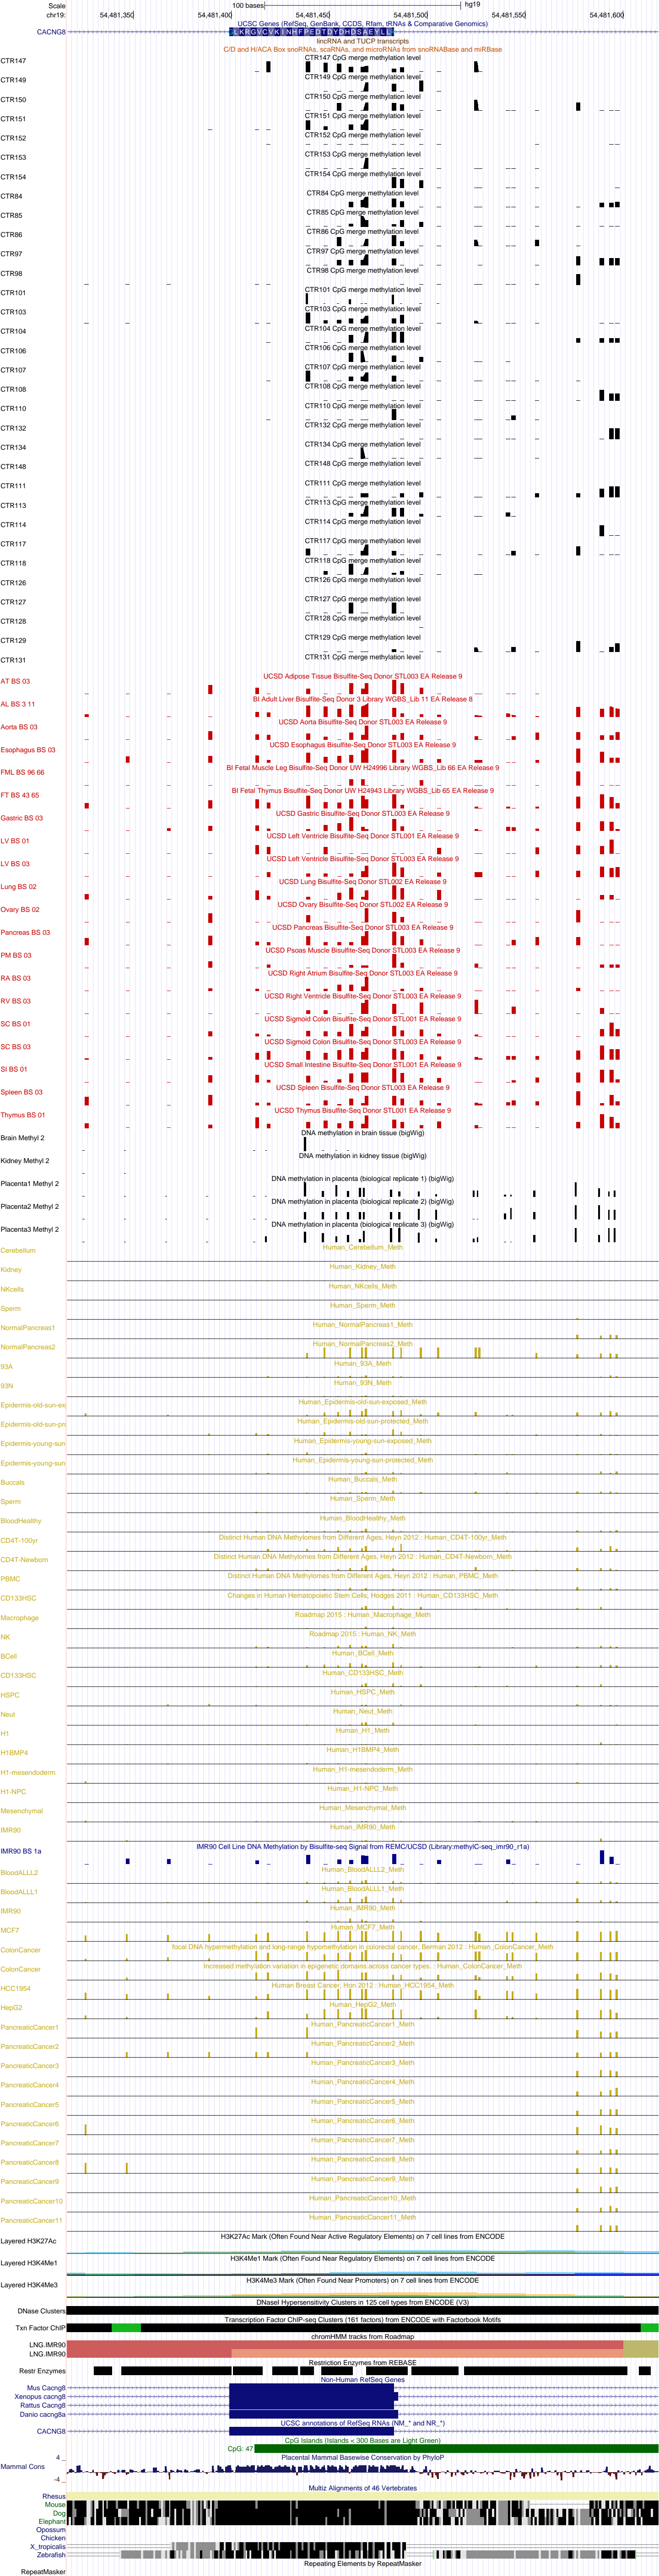 Scale 100 bases hg19
chr19: 54,481,350 54,481,400 54,481,450 54,481,500 54,481,550 54,481,600
UCSC Genes (RefSeq, GenBank, CCDS, Rfam, tRNAs & Comparative Genomics)
CACNG8 L K R G V C V K I N H F P E D T D Y D H D S A E Y L L
lincRNA and TUCP transcripts
C/D and H/ACA Box snoRNAs, scaRNAs, and microRNAs from snoRNABase and miRBase
CTR147 CpG merge methylation level
CTR147
CTR149 CpG merge methylation level
CTR149
CTR150 CpG merge methylation level
CTR150
CTR151 CpG merge methylation level
CTR151
CTR152 CpG merge methylation level
CTR152
CTR153 CpG merge methylation level
CTR153
CTR154 CpG merge methylation level
CTR154
CTR84 CpG merge methylation level
CTR84
CTR85 CpG merge methylation level
CTR85
CTR86 CpG merge methylation level
CTR86
CTR97 CpG merge methylation level
CTR97
CTR98 CpG merge methylation level
CTR98
CTR101 CpG merge methylation level
CTR101
CTR103 CpG merge methylation level
CTR103
CTR104 CpG merge methylation level
CTR104
CTR106 CpG merge methylation level
CTR106
CTR107 CpG merge methylation level
CTR107
CTR108 CpG merge methylation level
CTR108
CTR110 CpG merge methylation level
CTR110
CTR132 CpG merge methylation level
CTR132
CTR134 CpG merge methylation level
CTR134
CTR148 CpG merge methylation level
CTR148
CTR111 CpG merge methylation level
CTR111
CTR113 CpG merge methylation level
CTR113
CTR114 CpG merge methylation level
CTR114
CTR117 CpG merge methylation level
CTR117
CTR118 CpG merge methylation level
CTR118
CTR126 CpG merge methylation level
CTR126
CTR127 CpG merge methylation level
CTR127
CTR128 CpG merge methylation level
CTR128
CTR129 CpG merge methylation level
CTR129
CTR131 CpG merge methylation level
CTR131
UCSD Adipose Tissue Bisulfite-Seq Donor STL003 EA Release 9
AT BS 03
BI Adult Liver Bisulfite-Seq Donor 3 Library WGBS_Lib 11 EA Release 8
AL BS 3 11
UCSD Aorta Bisulfite-Seq Donor STL003 EA Release 9
Aorta BS 03
UCSD Esophagus Bisulfite-Seq Donor STL003 EA Release 9
Esophagus BS 03
BI Fetal Muscle Leg Bisulfite-Seq Donor UW H24996 Library WGBS_Lib 66 EA Release 9
FML BS 96 66
BI Fetal Thymus Bisulfite-Seq Donor UW H24943 Library WGBS_Lib 65 EA Release 9
FT BS 43 65
UCSD Gastric Bisulfite-Seq Donor STL003 EA Release 9
Gastric BS 03
UCSD Left Ventricle Bisulfite-Seq Donor STL001 EA Release 9
LV BS 01
UCSD Left Ventricle Bisulfite-Seq Donor STL003 EA Release 9
LV BS 03
UCSD Lung Bisulfite-Seq Donor STL002 EA Release 9
Lung BS 02
UCSD Ovary Bisulfite-Seq Donor STL002 EA Release 9
Ovary BS 02
UCSD Pancreas Bisulfite-Seq Donor STL003 EA Release 9
Pancreas BS 03
UCSD Psoas Muscle Bisulfite-Seq Donor STL003 EA Release 9
PM BS 03
UCSD Right Atrium Bisulfite-Seq Donor STL003 EA Release 9
RA BS 03
UCSD Right Ventricle Bisulfite-Seq Donor STL003 EA Release 9
RV BS 03
UCSD Sigmoid Colon Bisulfite-Seq Donor STL001 EA Release 9
SC BS 01
UCSD Sigmoid Colon Bisulfite-Seq Donor STL003 EA Release 9
SC BS 03
UCSD Small Intestine Bisulfite-Seq Donor STL001 EA Release 9
SI BS 01
UCSD Spleen Bisulfite-Seq Donor STL003 EA Release 9
Spleen BS 03
UCSD Thymus Bisulfite-Seq Donor STL001 EA Release 9
Thymus BS 01
DNA methylation in brain tissue (bigWig)
Brain Methyl 2
DNA methylation in kidney tissue (bigWig)
Kidney Methyl 2
DNA methylation in placenta (biological replicate 1) (bigWig)
Placenta1 Methyl 2
DNA methylation in placenta (biological replicate 2) (bigWig)
Placenta2 Methyl 2
DNA methylation in placenta (biological replicate 3) (bigWig)
Placenta3 Methyl 2
Human_Cerebellum_Meth
Cerebellum
Human_Kidney_Meth
Kidney
Human_NKcells_Meth
NKcells
Human_Sperm_Meth
Sperm
Human_NormalPancreas1_Meth
NormalPancreas1
Human_NormalPancreas2_Meth
NormalPancreas2
Human_93A_Meth
93A
Human_93N_Meth
93N
Human_Epidermis-old-sun-exposed_Meth
Epidermis-old-sun-ex
Human_Epidermis-old-sun-protected_Meth
Epidermis-old-sun-pr
Human_Epidermis-young-sun-exposed_Meth
Epidermis-young-sun
Human_Epidermis-young-sun-protected_Meth
Epidermis-young-sun
Human_Buccals_Meth
Buccals
Human_Sperm_Meth
Sperm
Human_BloodHealthy_Meth
BloodHealthy
Distinct Human DNA Methylomes from Different Ages, Heyn 2012 : Human_CD4T-100yr_Meth
CD4T-100yr
Distinct Human DNA Methylomes from Different Ages, Heyn 2012 : Human_CD4T-Newborn_Meth
CD4T-Newborn
Distinct Human DNA Methylomes from Different Ages, Heyn 2012 : Human_PBMC_Meth
PBMC
Changes in Human Hematopoietic Stem Cells, Hodges 2011 : Human_CD133HSC_Meth
CD133HSC
Roadmap 2015 : Human_Macrophage_Meth
Macrophage
Roadmap 2015 : Human_NK_Meth
NK
Human_BCell_Meth
BCell
Human_CD133HSC_Meth
CD133HSC
Human_HSPC_Meth
HSPC
Human_Neut_Meth
Neut
Human_H1_Meth
H1
Human_H1BMP4_Meth
H1BMP4
Human_H1-mesendoderm_Meth
H1-mesendoderm
Human_H1-NPC_Meth
H1-NPC
Human_Mesenchymal_Meth
Mesenchymal
Human_IMR90_Meth
IMR90
IMR90 Cell Line DNA Methylation by Bisulfite-seq Signal from REMC/UCSD (Library:methylC-seq_imr90_r1a)
IMR90 BS 1a
Human_BloodALLL2_Meth
BloodALLL2
Human_BloodALLL1_Meth
BloodALLL1
Human_IMR90_Meth
IMR90
Human_MCF7_Meth
MCF7
focal DNA hypermethylation and long-range hypomethylation in colorectal cancer, Berman 2012 : Human_ColonCancer_Meth
ColonCancer
Increased methylation variation in epigenetic domains across cancer types. : Human_ColonCancer_Meth
ColonCancer
Human Breast Cancer, Hon 2012 : Human_HCC1954_Meth
HCC1954
Human_HepG2_Meth
HepG2
Human_PancreaticCancer1_Meth
PancreaticCancer1
Human_PancreaticCancer2_Meth
PancreaticCancer2
Human_PancreaticCancer3_Meth
PancreaticCancer3
Human_PancreaticCancer4_Meth
PancreaticCancer4
Human_PancreaticCancer5_Meth
PancreaticCancer5
Human_PancreaticCancer6_Meth
PancreaticCancer6
Human_PancreaticCancer7_Meth
PancreaticCancer7
Human_PancreaticCancer8_Meth
PancreaticCancer8
Human_PancreaticCancer9_Meth
PancreaticCancer9
Human_PancreaticCancer10_Meth
PancreaticCancer10
Human_PancreaticCancer11_Meth
PancreaticCancer11
H3K27Ac Mark (Often Found Near Active Regulatory Elements) on 7 cell lines from ENCODE
Layered H3K27Ac
H3K4Me1 Mark (Often Found Near Regulatory Elements) on 7 cell lines from ENCODE
Layered H3K4Me1
H3K4Me3 Mark (Often Found Near Promoters) on 7 cell lines from ENCODE
Layered H3K4Me3
DNaseI Hypersensitivity Clusters in 125 cell types from ENCODE (V3)
DNase Clusters
Transcription Factor ChIP-seq Clusters (161 factors) from ENCODE with Factorbook Motifs
Txn Factor ChIP
chromHMM tracks from Roadmap
LNG.IMR90
LNG.IMR90
Restriction Enzymes from REBASE
Restr Enzymes
Non-Human RefSeq Genes
Mus Cacng8
Xenopus cacng8
Rattus Cacng8
Danio cacng8a
UCSC annotations of RefSeq RNAs (NM_* and NR_*)
CACNG8
CpG Islands (Islands < 300 Bases are Light Green)
CpG: 47
Placental Mammal Basewise Conservation by PhyloP
4 _
Mammal Cons
-4 _
Multiz Alignments of 46 Vertebrates
Rhesus
Mouse
Dog
Elephant
Opossum
Chicken
X_tropicalis
Zebrafish
Repeating Elements by RepeatMasker
RepeatMasker